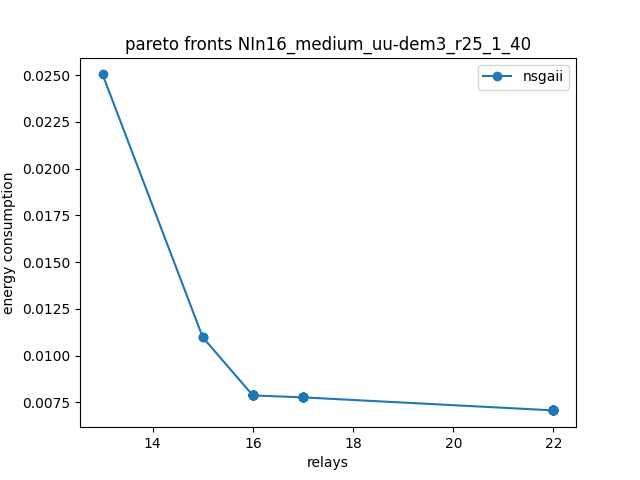 pareto fronts NIn16_medium_uu-dem3_r25_1_40
nsgaii
energy consumption
0.0250
0.0225
0.0200
0.0175
0.0150
0.0125
0.0100
0.0075
14 16 18 20 22
relays